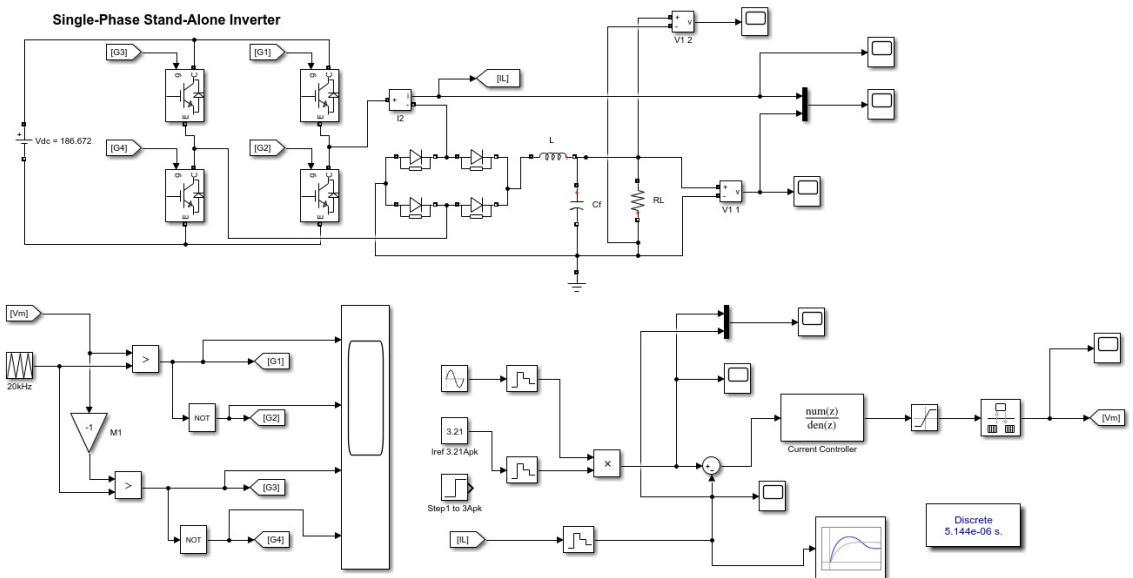 Single-Phase Stand-Alone Inverter
[G3]
[G1]
g
C
E
g
C
E
+
Vdc = 186.672
[G4]
[G2]
g
C
E
g
C
E
+
-
i
I2
[IL]
+
-
v
V1 2
L
+
Cf
RL
+
+
-
v
V1 1
[Vm]
20kHz
>
[G1]
NOT
[G2]
-1
M1
>
[G3]
NOT
[G4]
3.21
Iref 3.21Apk
×
Step1 to 3Apk
[IL]
+
-
num(z)
den(z)
Current Controller
[Vm]
Discrete
5.144e-06 s.